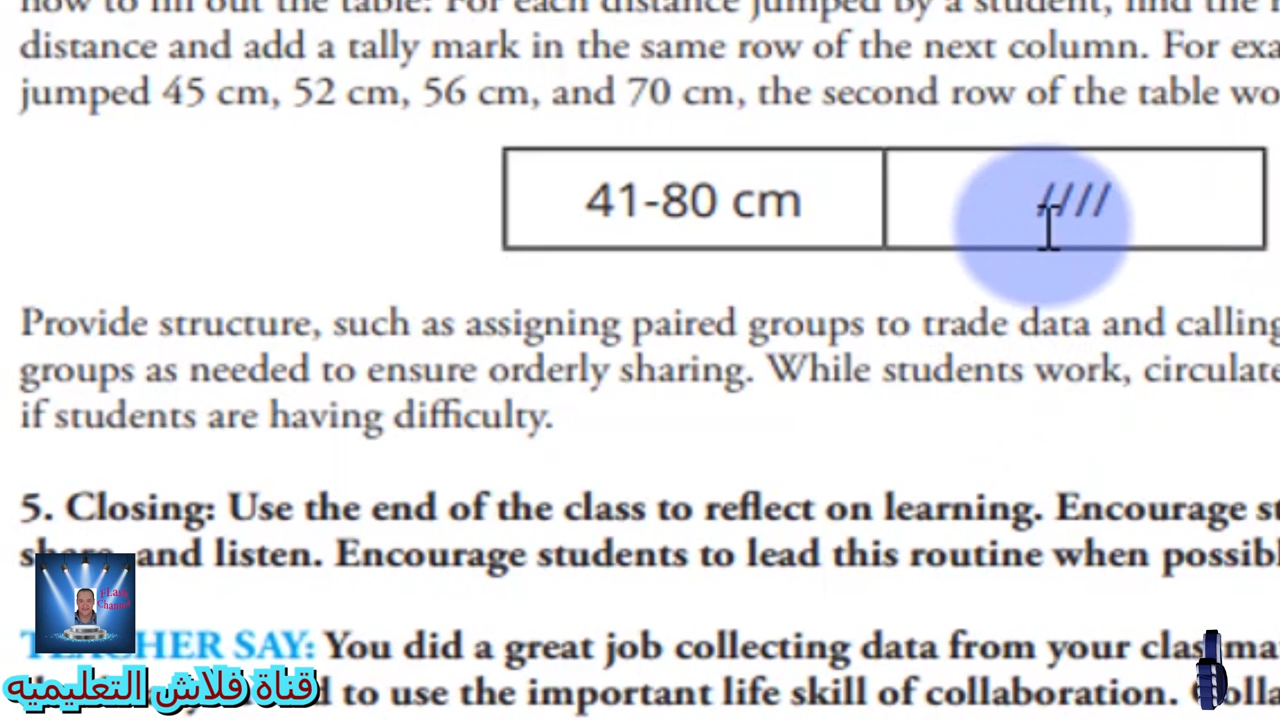 how to fill out the table: For each distance jumped by a student, find the
distance and add a tally mark in the same row of the next column. For exa
jumped 45 cm, 52 cm, 56 cm, and 70 cm, the second row of the table wo
41-80 cm ////
Provide structure, such as assigning paired groups to trade data and calling
groups as needed to ensure orderly sharing. While students work, circulate
if students are having difficulty.
5. Closing: Use the end of the class to reflect on learning. Encourage st
and listen. Encourage students to lead this routine when possibl
Flash Channel
TEACHER SAY: You did a great job collecting data from your classma
قناة فلاش التعليميه
to use the important life skill of collaboration.